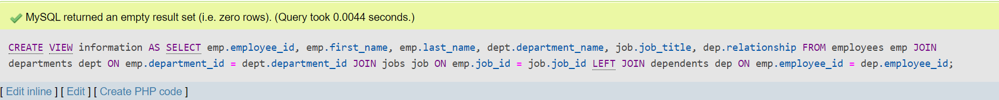 MySQL returned an empty result set (i.e. zero rows). (Query took 0.0044 seconds.)
CREATE VIEW information AS SELECT emp.employee_id, emp.first_name, emp.last_name, dept.department_name, job.job_title, dep.relationship FROM employees emp JOIN
departments dept ON emp.department_id = dept.department_id JOIN jobs job ON emp.job_id = job.job_id LEFT JOIN dependents dep ON emp.employee_id = dep.employee_id;
[ Edit inline ] [ Edit ] [ Create PHP code ]